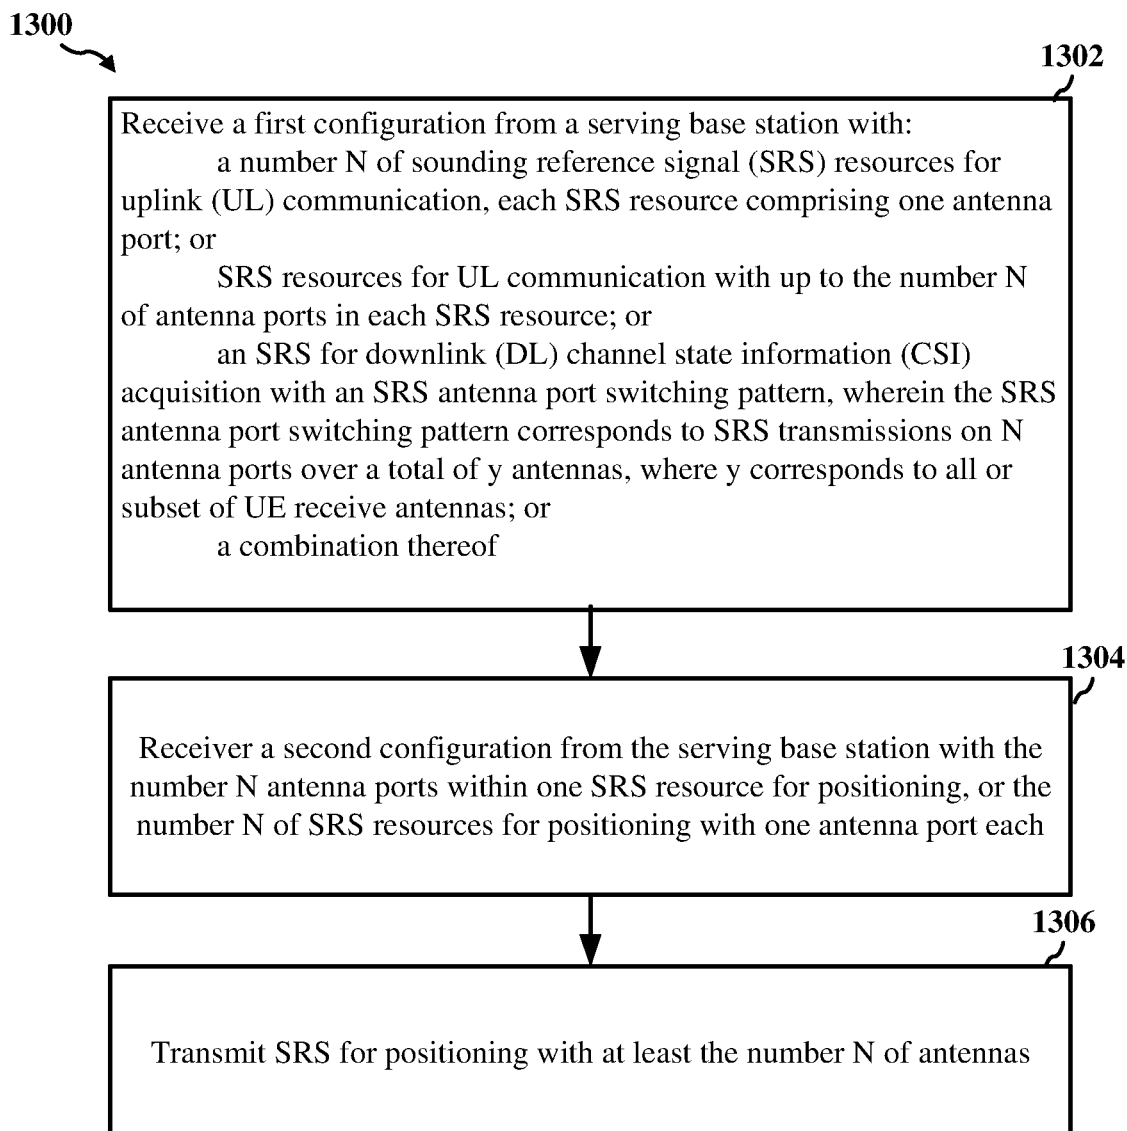 1300
1302
Receive a first configuration from a serving base station with:
a number N of sounding reference signal (SRS) resources for
uplink (UL) communication, each SRS resource comprising one antenna
port; or
SRS resources for UL communication with up to the number N
of antenna ports in each SRS resource; or
an SRS for downlink (DL) channel state information (CSI)
acquisition with an SRS antenna port switching pattern, wherein the SRS
antenna port switching pattern corresponds to SRS transmissions on N
antenna ports over a total of y antennas, where y corresponds to all or
subset of UE receive antennas; or
a combination thereof
1304
Receiver a second configuration from the serving base station with the
number N antenna ports within one SRS resource for positioning, or the
number N of SRS resources for positioning with one antenna port each
1306
Transmit SRS for positioning with at least the number N of antennas